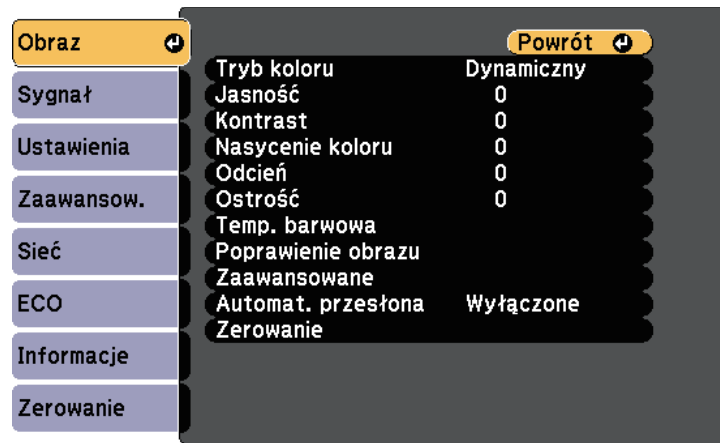 Obraz
Sygnał
Ustawienia
Zaawansow.
Sieć
ECO
Informacje
Zerowanie
Powrót
Tryb koloru Dynamiczny
Jasność 0
Kontrast 0
Nasycenie koloru 0
Odcień 0
Ostrość 0
Temp. barwowa
Poprawienie obrazu
Zaawansowane
Automat. przesłona Wyłączone
Zerowanie